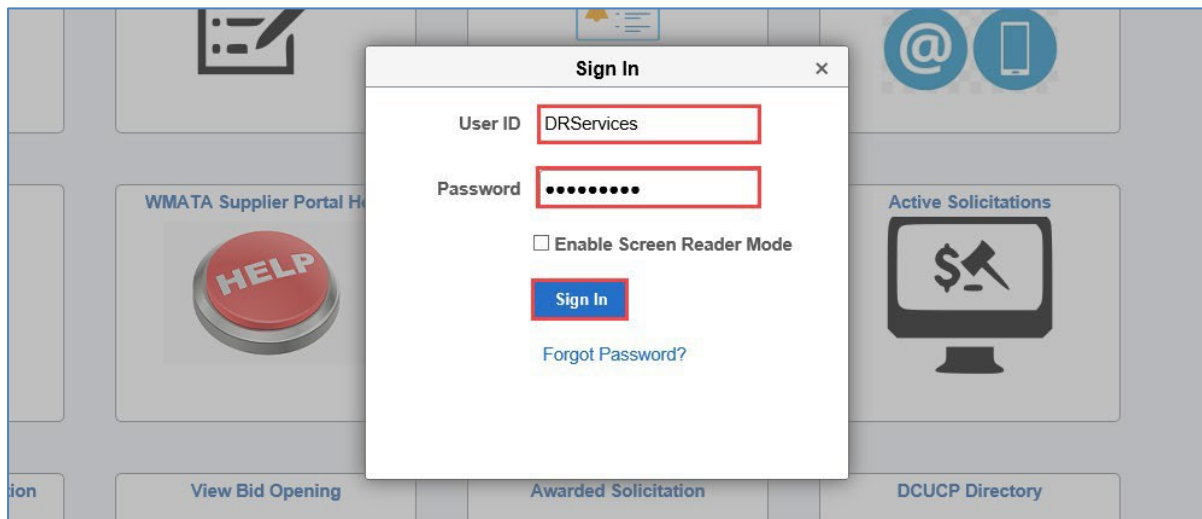 @
Sign In ×
User ID DRServices
Password •••••••••
WMATA Supplier Portal
Active Solicitations
Enable Screen Reader Mode
HELP
$
Sign In
Forgot Password?
View Bid Opening
Awarded Solicitation
DCUCP Directory